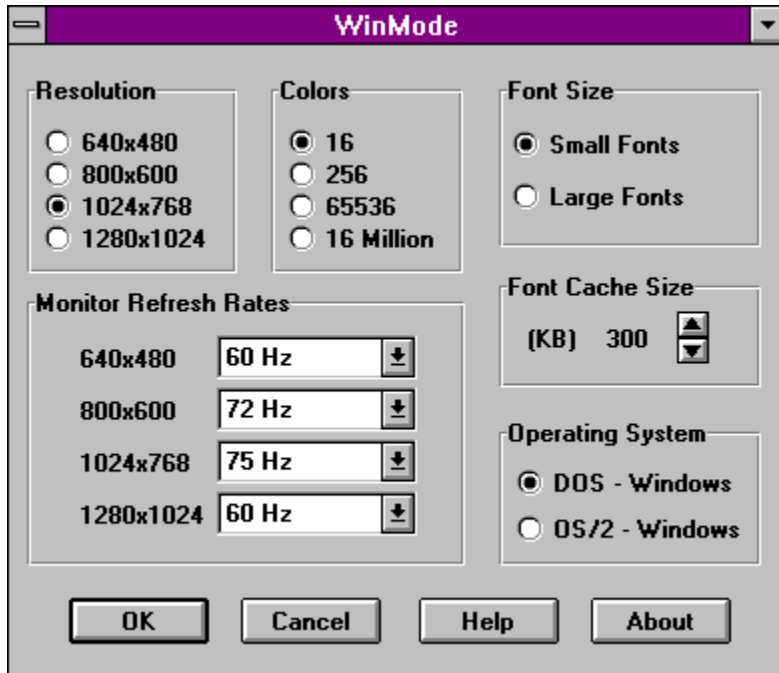 WinMode
Resolution
640x480
800x600
1024x768
1280x1024
Colors
16
256
65536
16 Million
Font Size
Small Fonts
Large Fonts
Monitor Refresh Rates
640x480 60 Hz
800x600 72 Hz
1024x768 75 Hz
1280x1024 60 Hz
Font Cache Size
(KB) 300
Operating System
DOS - Windows
OS/2 - Windows
OK Cancel Help About